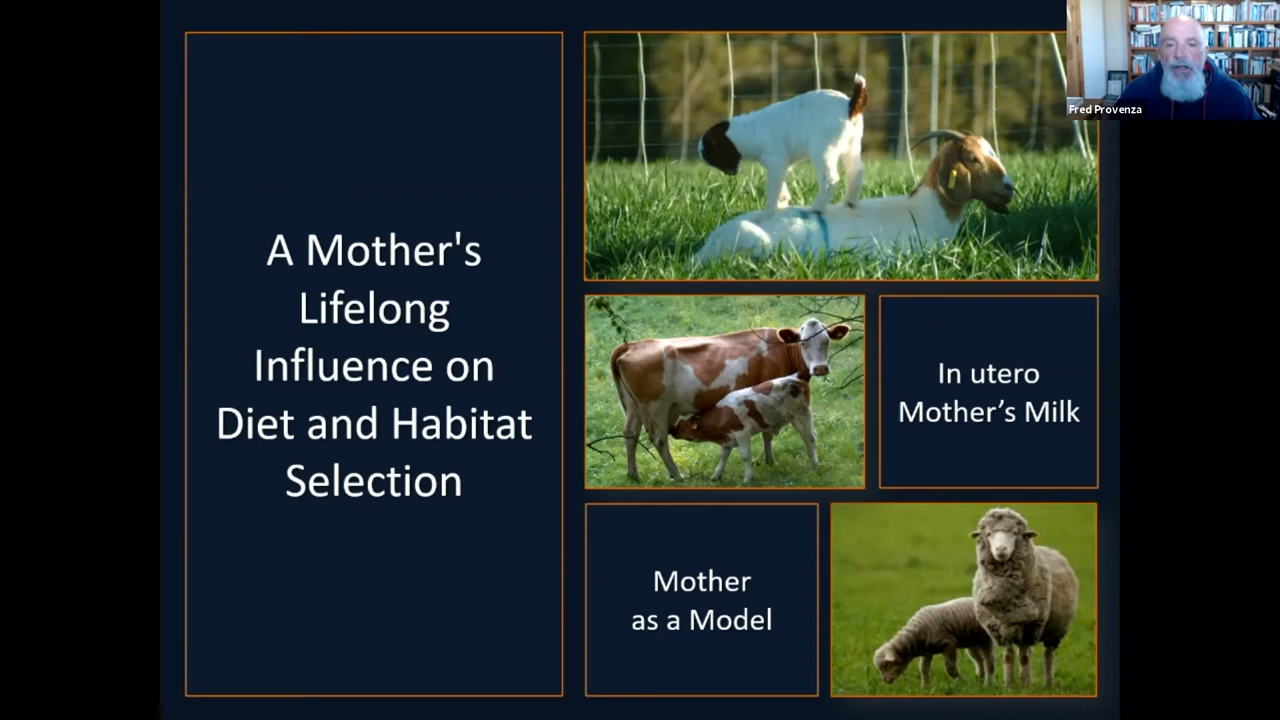 Fred Provenza
A Mother's
Lifelong
Influence on
Diet and Habitat
Selection
In utero
Mother’s Milk
Mother
as a Model